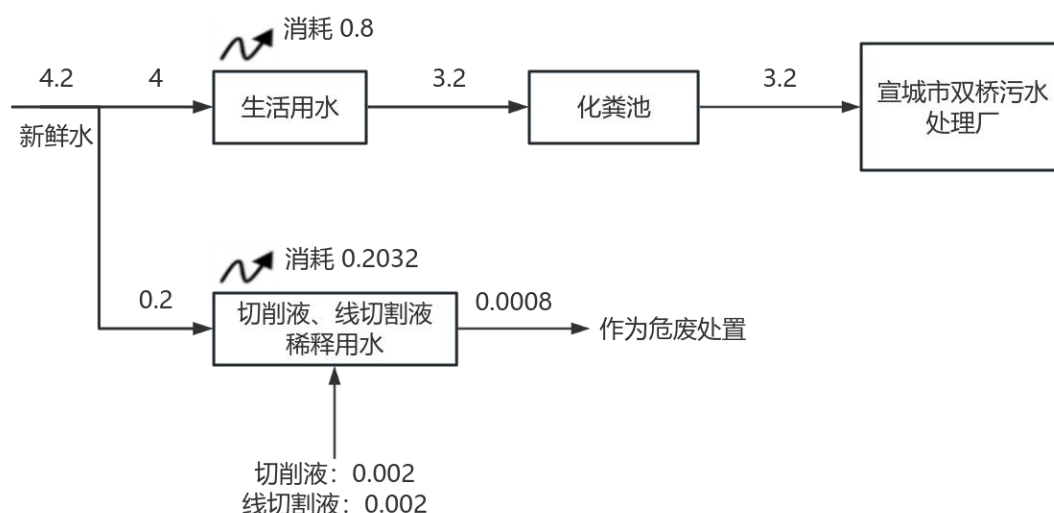 消耗 0.8
4.2
4
生活用水
3.2
化粪池
3.2
宣城市双桥污水
处理厂
新鲜水
消耗 0.2032
0.2
切削液、线切割液
稀释用水
0.0008
作为危废处置
切削液：0.002
线切割液：0.002